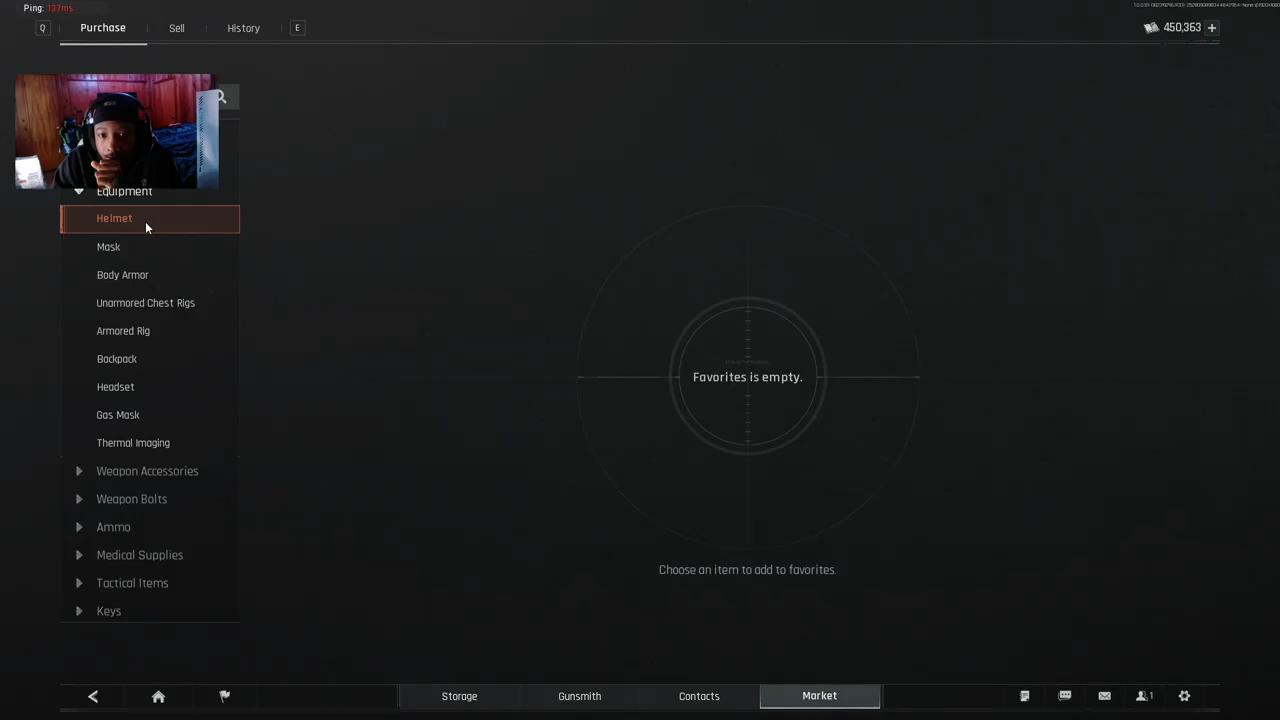 Ping: 137ms
Q
Purchase
Sell
History
E
450,363
Equipment
Helmet
Mask
Body Armor
Unarmored Chest Rigs
Armored Rig
Backpack
Headset
Gas Mask
Thermal Imaging
Weapon Accessories
Weapon Bolts
Ammo
Medical Supplies
Tactical Items
Keys
Favorites is empty.
Choose an item to add to favorites.
Storage
Gunsmith
Contacts
Market
1